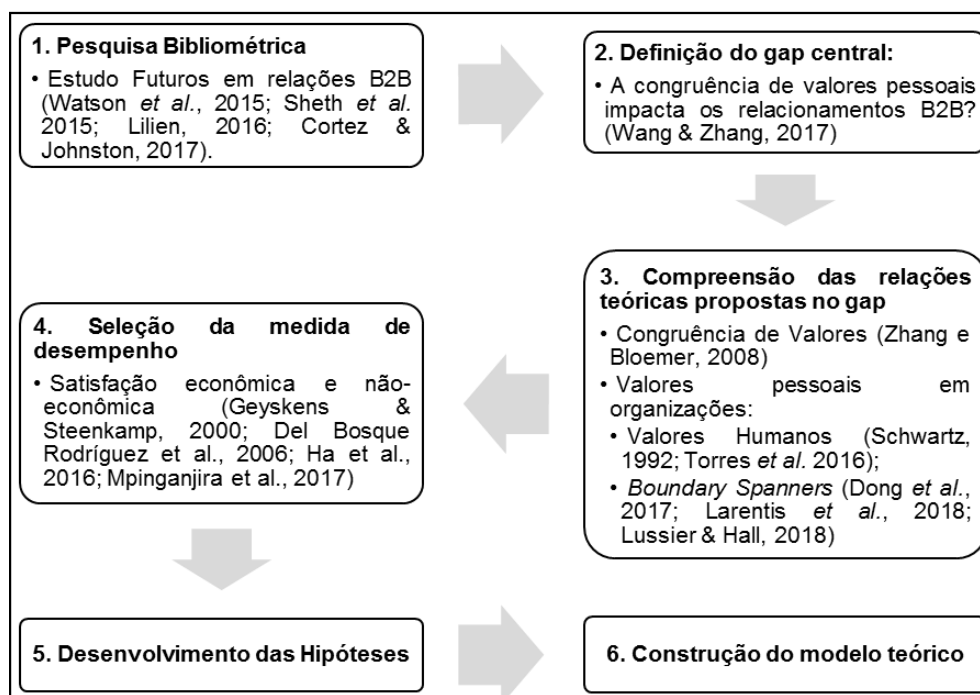 1. Pesquisa Bibliométrica
• Estudo Futuros em relações B2B
(Watson et al., 2015; Sheth et al.
2015; Lilien, 2016; Cortez &
Johnston, 2017).
2. Definição do gap central:
• A congruência de valores pessoais
impacta os relacionamentos B2B?
(Wang & Zhang, 2017)
3. Compreensão das relações
teóricas propostas no gap
• Congruência de Valores (Zhang e
Bloemer, 2008)
• Valores pessoais em
organizações:
• Valores Humanos (Schwartz,
1992; Torres et al. 2016);
• Boundary Spanners (Dong et al.,
2017; Larentis et al., 2018;
Lussier & Hall, 2018)
4. Seleção da medida de
desempenho
• Satisfação econômica e não-
econômica (Geyskens &
Steenkamp, 2000; Del Bosque
Rodríguez et al., 2006; Ha et al.,
2016; Mpinganjira et al., 2017)
5. Desenvolvimento das Hipóteses
6. Construção do modelo teórico